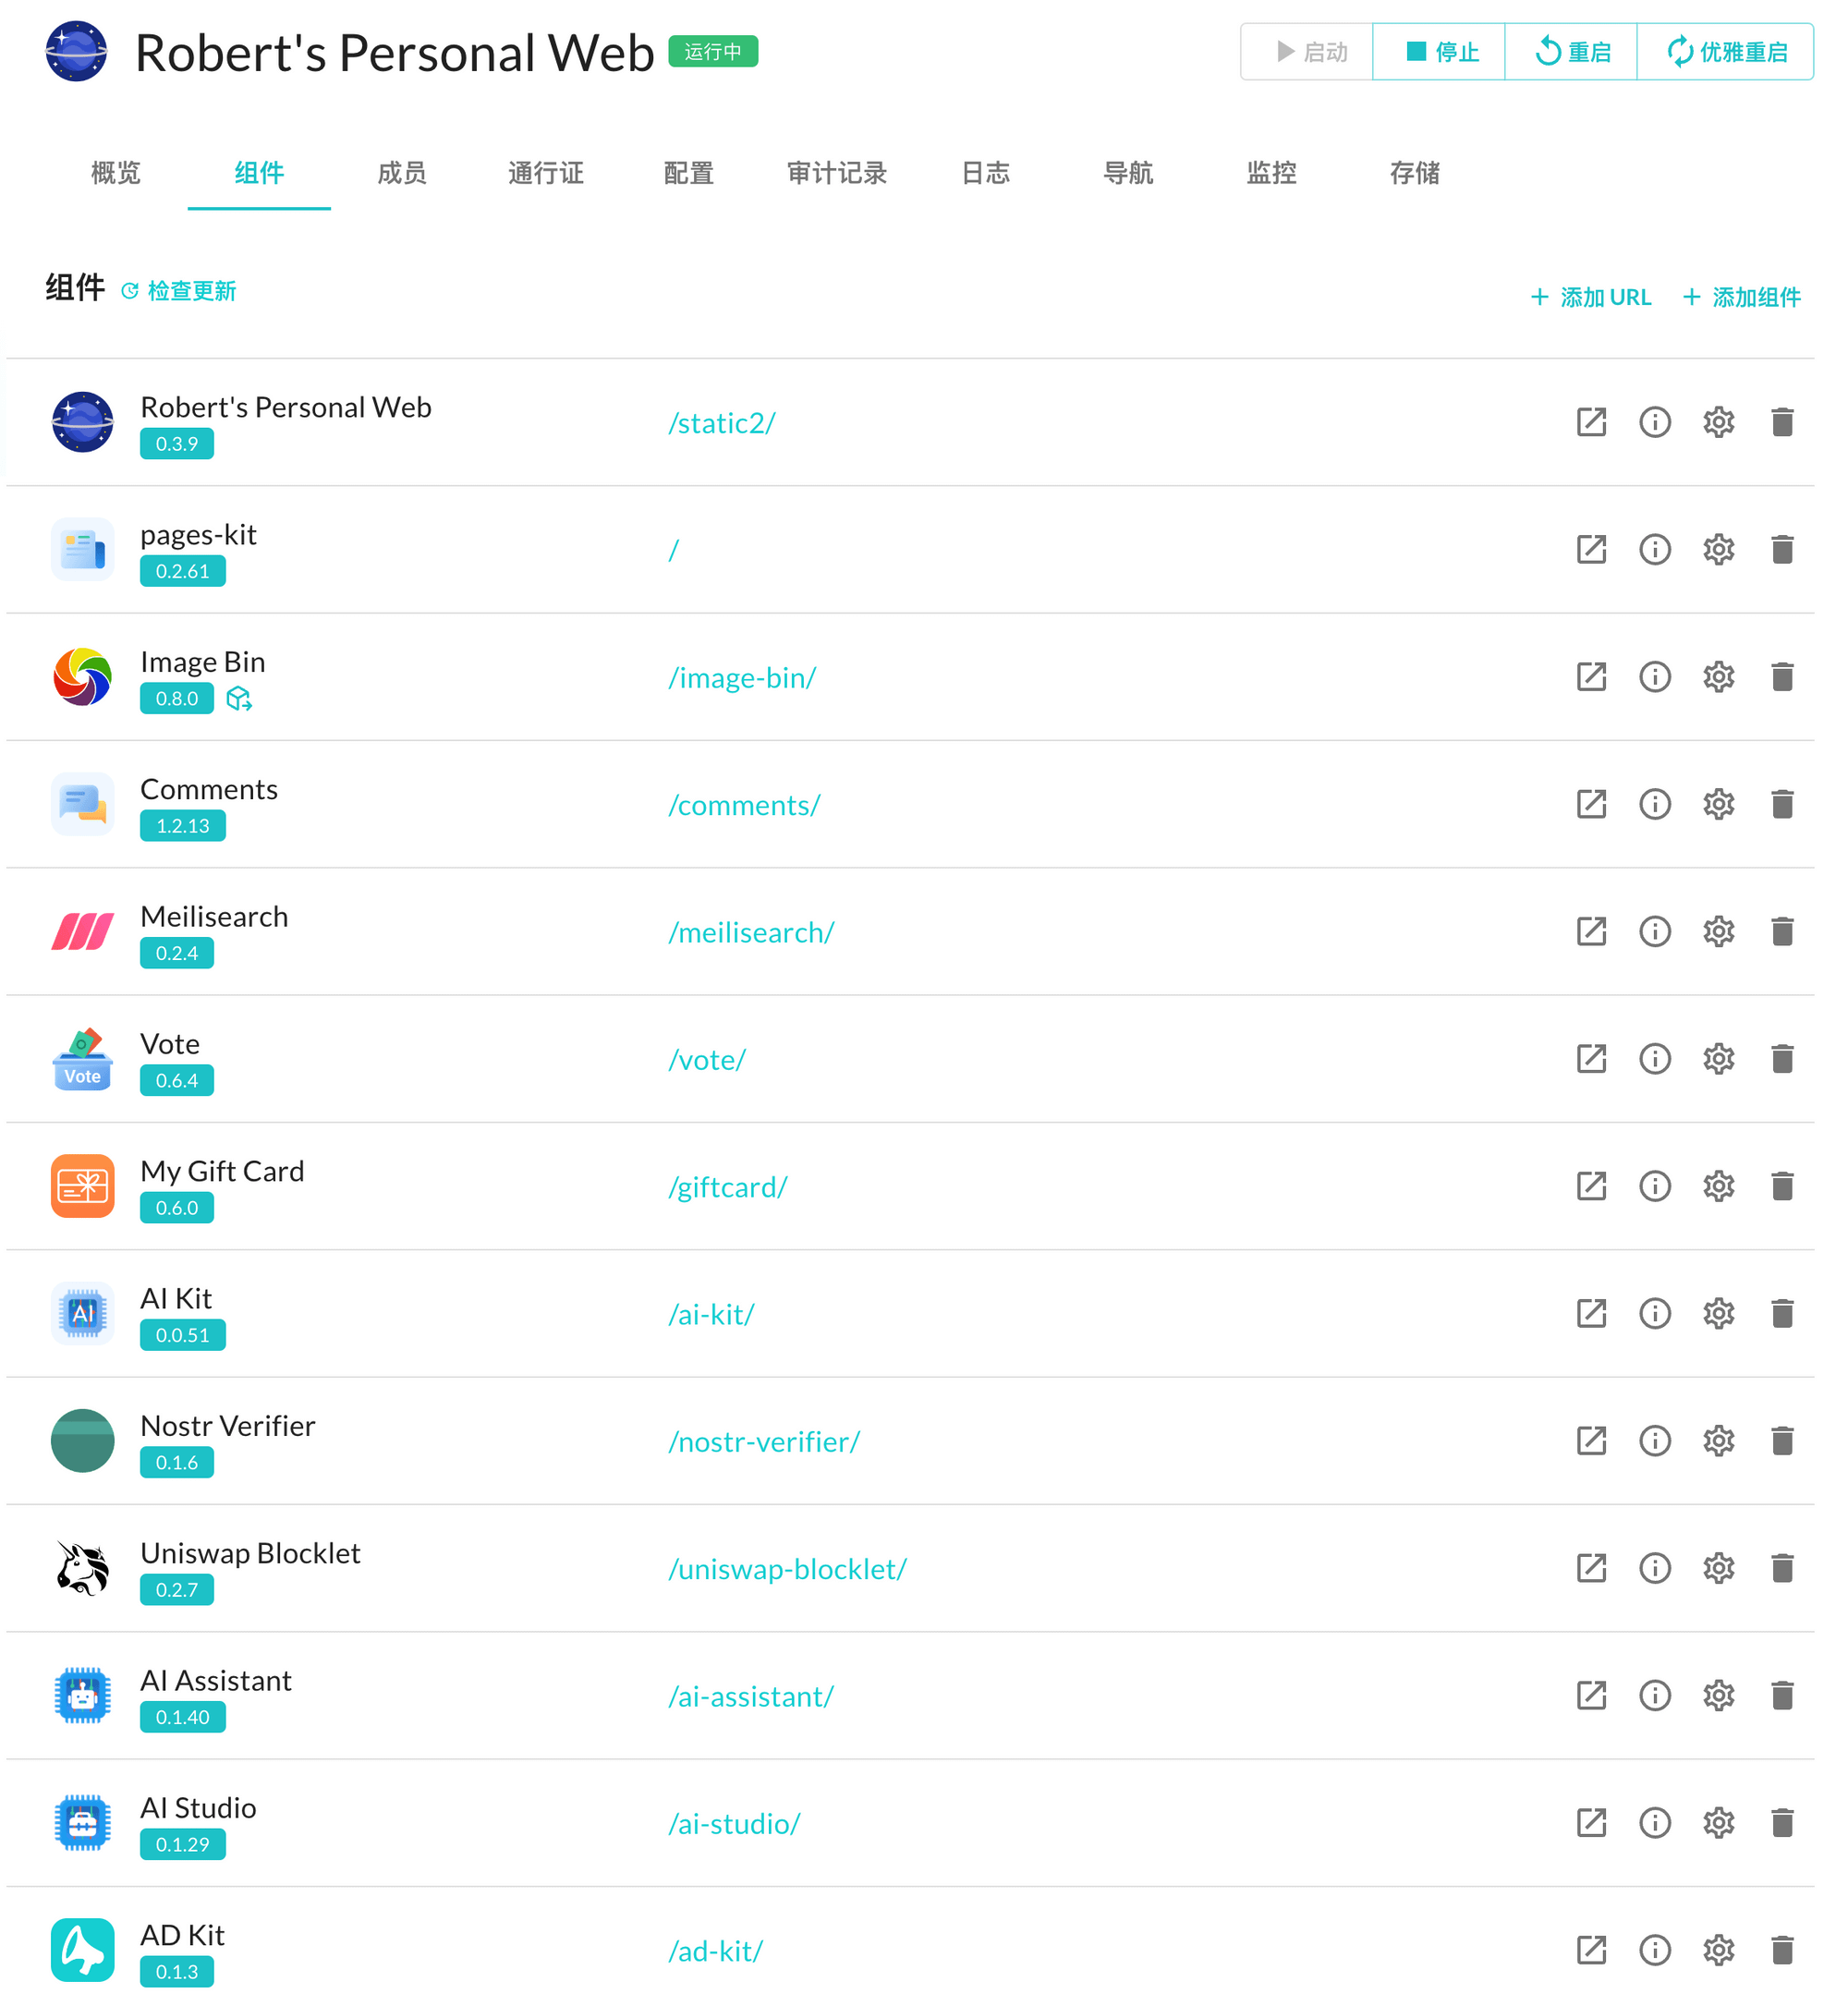 Robert's Personal Web 运行中
启动 停止 重启 优雅重启
概览 组件 成员 通行证 配置 审计记录 日志 导航 监控 存储
组件 检查更新
+ 添加 URL + 添加组件
Robert's Personal Web
0.3.9
/static2/
pages-kit
0.2.61
/
Image Bin
0.8.0
/image-bin/
Comments
1.2.13
/comments/
Meilisearch
0.2.4
/meilisearch/
Vote
Vote
0.6.4
/vote/
My Gift Card
0.6.0
/giftcard/
AI
AI Kit
0.0.51
/ai-kit/
Nostr Verifier
0.1.6
/nostr-verifier/
Uniswap Blocklet
0.2.7
/uniswap-blocklet/
AI Assistant
0.1.40
/ai-assistant/
AI Studio
0.1.29
/ai-studio/
AD Kit
0.1.3
/ad-kit/